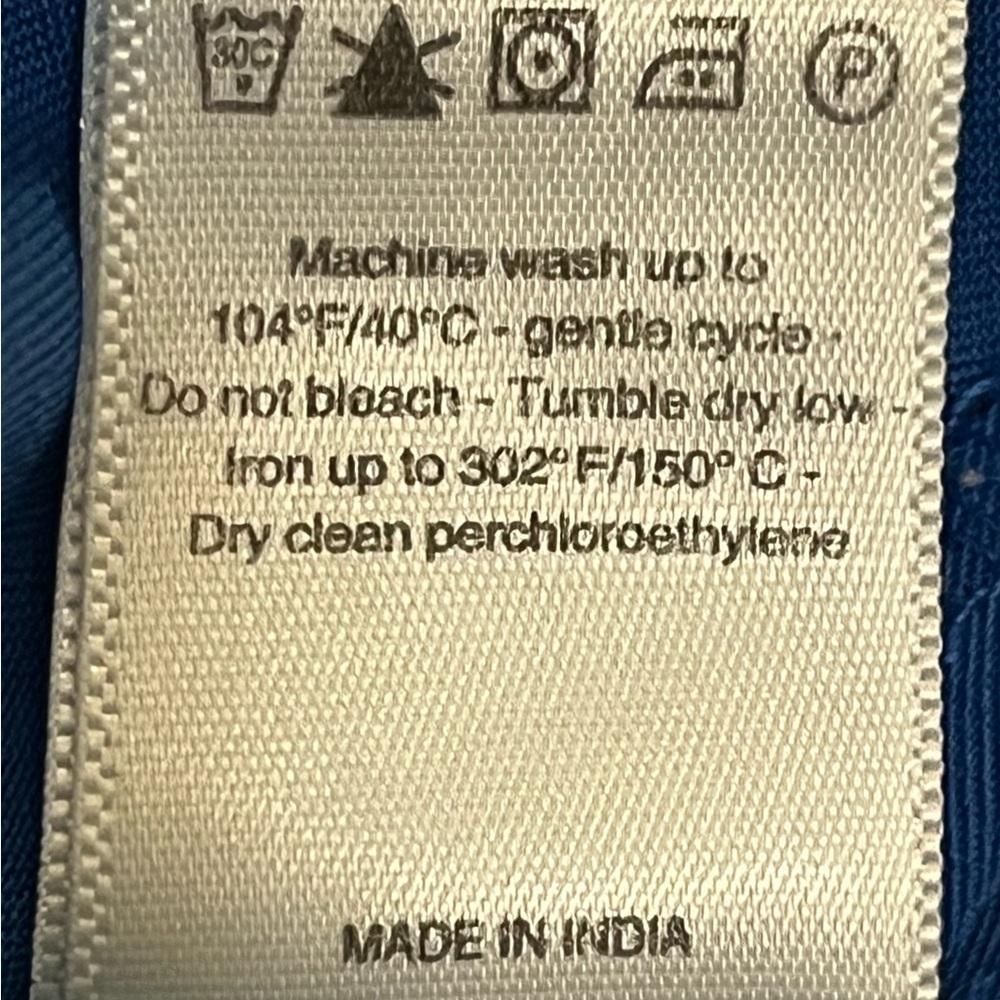 30C
P
Machine wash up to
104°F/40°C - gentle cycle -
Do not bleach - Tumble dry low -
Iron up to 302°F/150° C -
Dry clean perchloroethylene
MADE IN INDIA